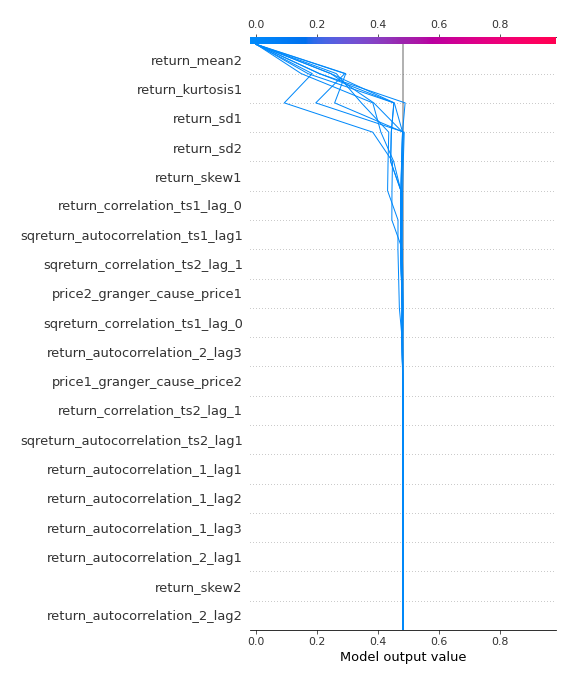 0.0 0.2 0.4 0.6 0.8
return_mean2
return_kurtosis1
return_sd1
return_sd2
return_skew1
return_correlation_ts1_lag_0
sqreturn_autocorrelation_ts1_lag1
sqreturn_correlation_ts2_lag_1
price2_granger_cause_price1
sqreturn_correlation_ts1_lag_0
return_autocorrelation_2_lag3
price1_granger_cause_price2
return_correlation_ts2_lag_1
sqreturn_autocorrelation_ts2_lag1
return_autocorrelation_1_lag1
return_autocorrelation_1_lag2
return_autocorrelation_1_lag3
return_autocorrelation_2_lag1
return_skew2
return_autocorrelation_2_lag2
0.0 0.2 0.4 0.6 0.8
Model output value